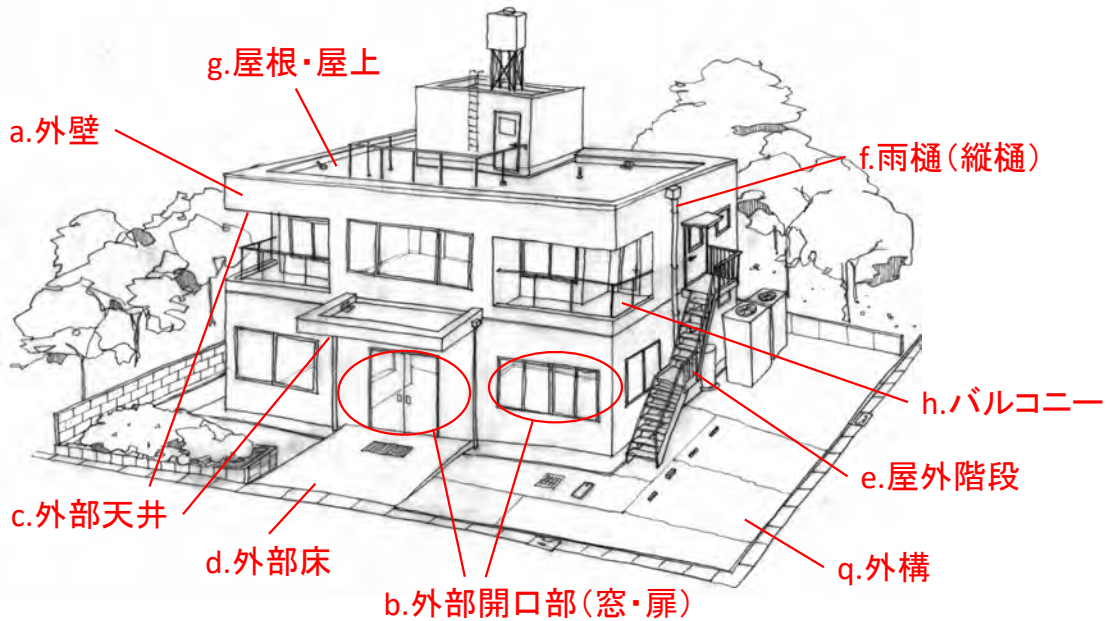 g.屋根・屋上
a.外壁
f.雨樋（縦樋）
h.バルコニー
e.屋外階段
c.外部天井
d.外部床
q.外構
b.外部開口部（窓・扉）